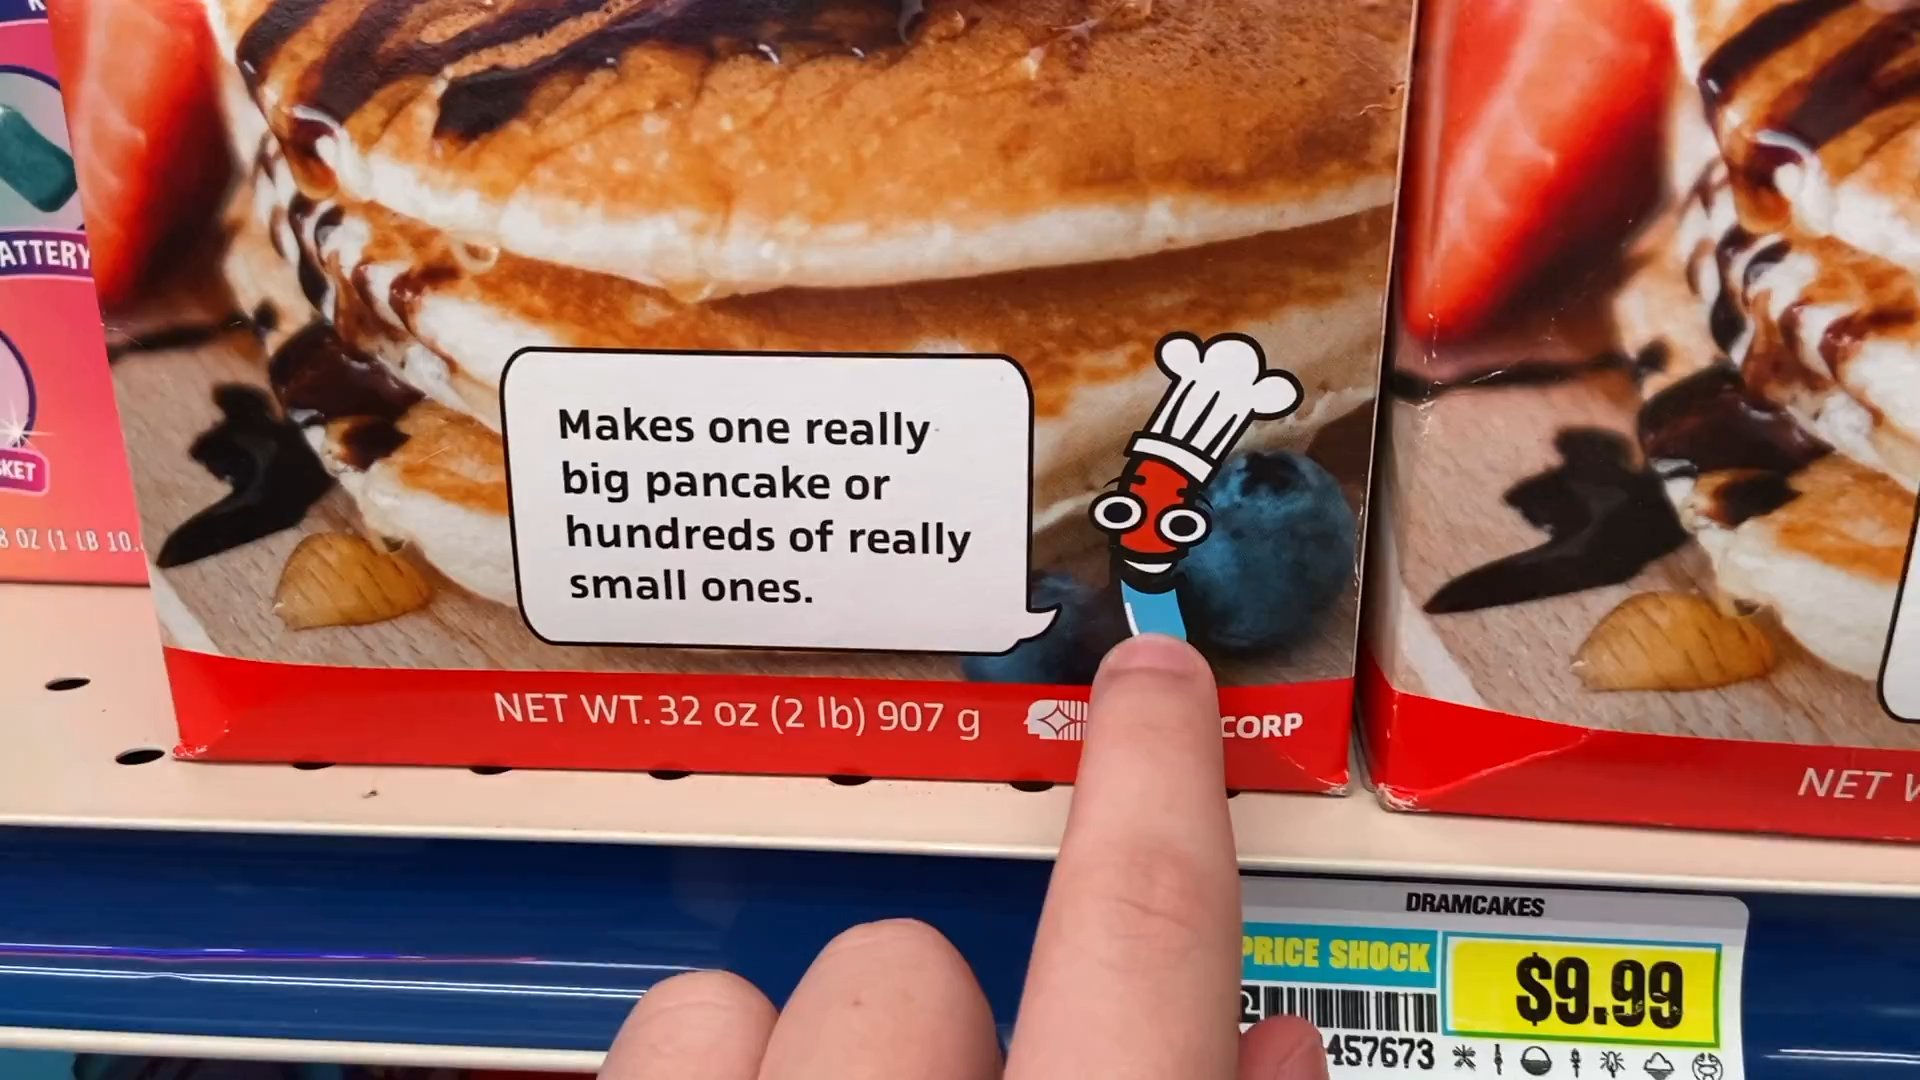 ATTERY
8 OZ (1 LB 10.
Makes one really
big pancake or
hundreds of really
small ones.
NET WT. 32 oz (2 lb) 907 g
CORP
NET
DRAMCAKES
PRICE SHOCK
$9.99
457673